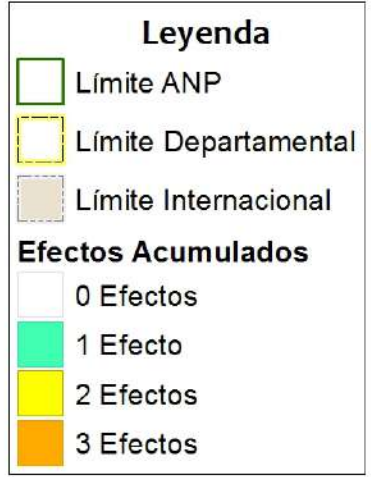 Leyenda
Límite ANP
Límite Departamental
Límite Internacional
Efectos Acumulados
0 Efectos
1 Efecto
2 Efectos
3 Efectos